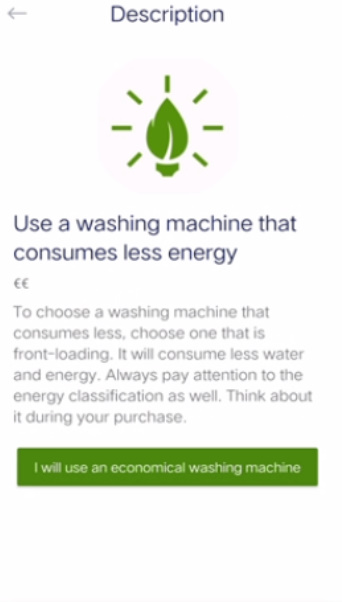 Description
Use a washing machine that
consumes less energy
€€
To choose a washing machine that
consumes less, choose one that is
front-loading. It will consume less water
and energy. Always pay attention to the
energy classification as well. Think about
it during your purchase.
I will use an economical washing machine